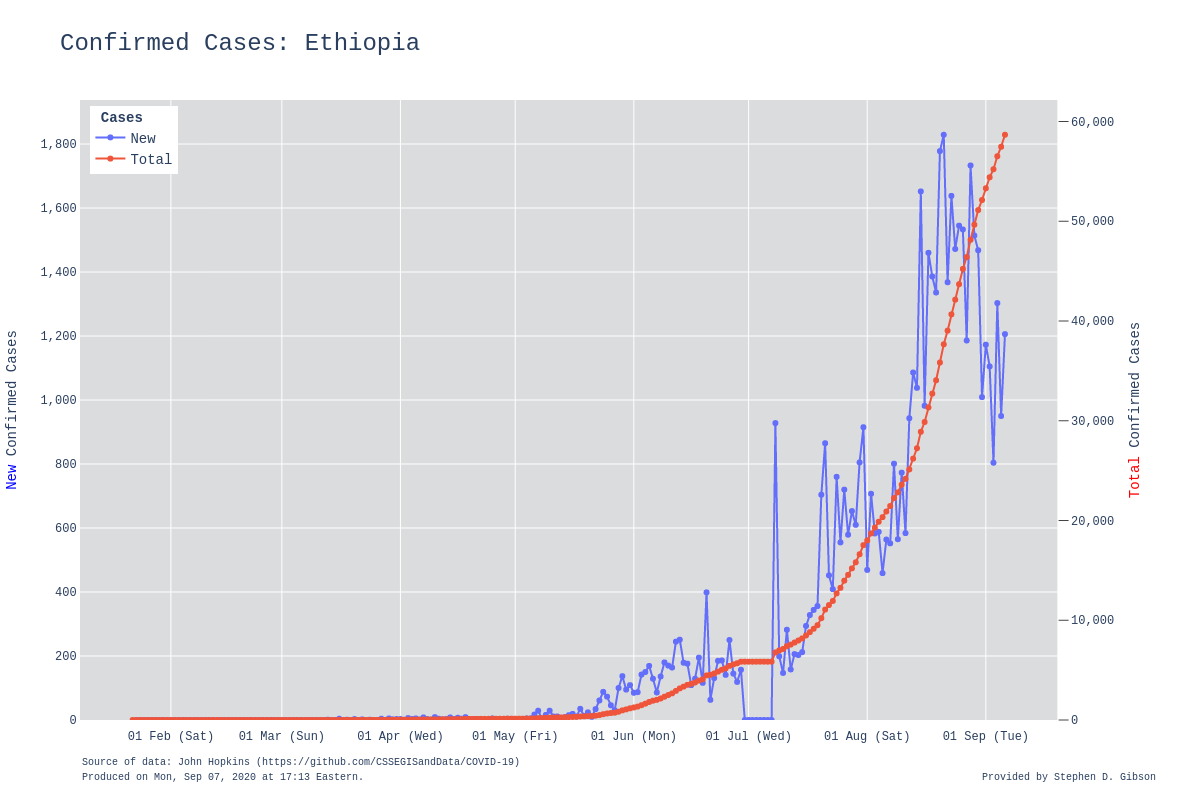 Confirmed Cases: Ethiopia
Cases
New
Total
1,800
1,600
1,400
1,200
1,000
800
600
400
200
0
New Confirmed Cases
60,000
50,000
40,000
30,000
20,000
10,000
0
Total Confirmed Cases
01 Feb (Sat) 01 Mar (Sun) 01 Apr (Wed) 01 May (Fri) 01 Jun (Mon) 01 Jul (Wed) 01 Aug (Sat) 01 Sep (Tue)
Source of data: John Hopkins (https://github.com/CSSEGISandData/COVID-19)
Produced on Mon, Sep 07, 2020 at 17:13 Eastern.
Provided by Stephen D. Gibson